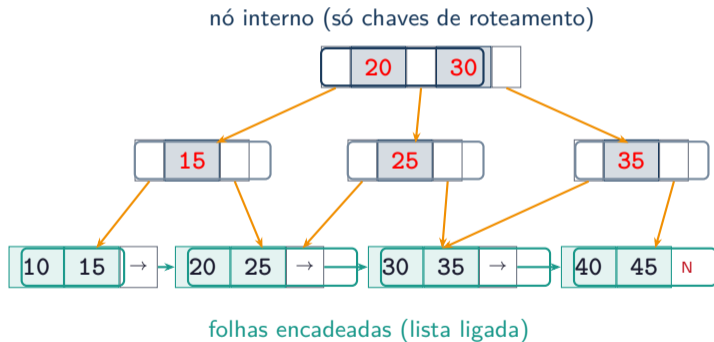 nó interno (só chaves de roteamento)
20 30
15 25 35
10 15 → 20 25 → 30 35 → 40 45 N
folhas encadeadas (lista ligada)